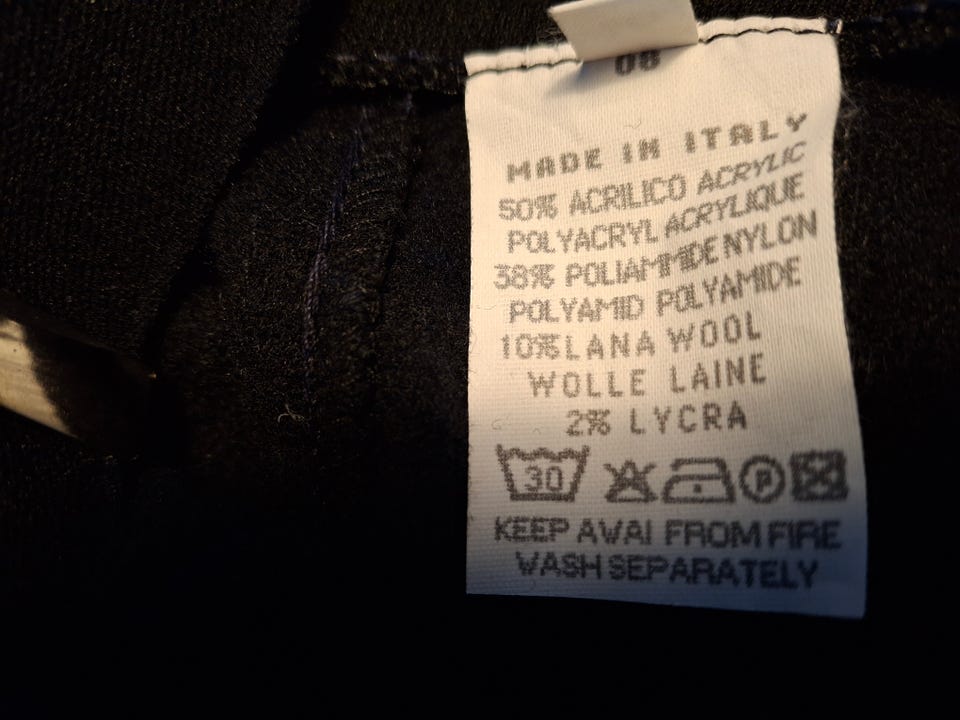 08
MADE IN ITALY
50% ACRILICO ACRYLIC
POLYACRYL ACRYLIQUE
38% POLIAMMIDE NYLON
POLYAMID POLYAMIDE
10% LANA WOOL
WOLLE LAINE
2% LYCRA
30 P
KEEP AWAI FROM FIRE
WASH SEPARATELY